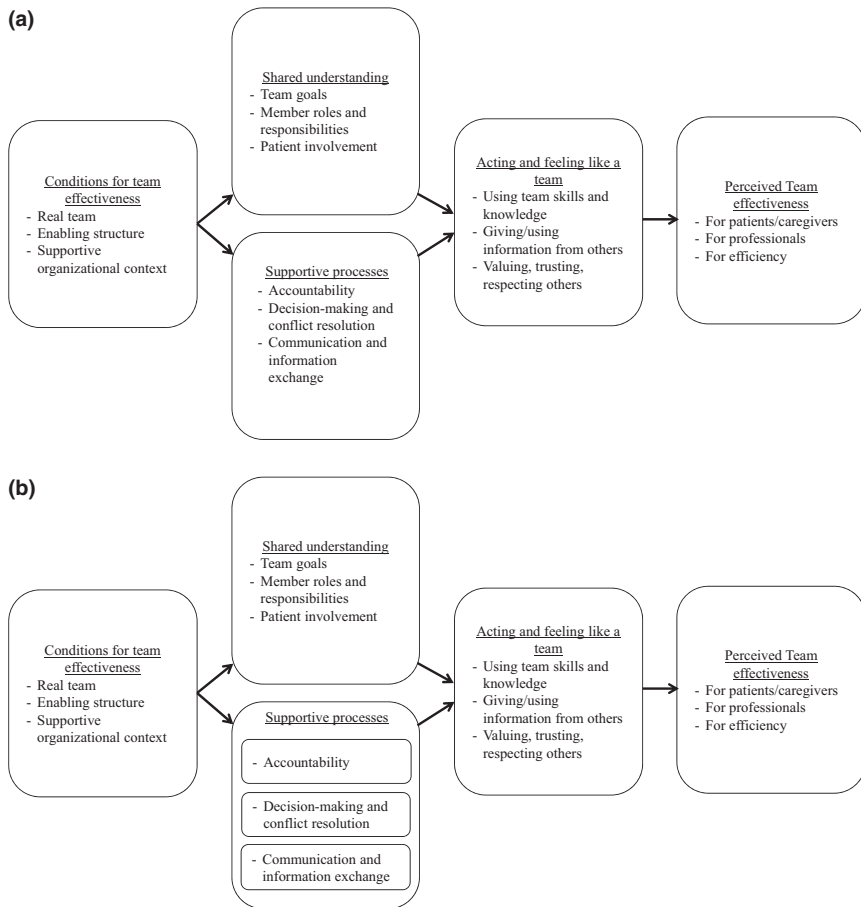 (a)
Conditions for team
effectiveness
- Real team
- Enabling structure
- Supportive
organizational context
Shared understanding
- Team goals
- Member roles and
responsibilities
- Patient involvement
Supportive processes
- Accountability
- Decision-making and
conflict resolution
- Communication and
information
exchange
Acting and feeling like a
team
- Using team skills and
knowledge
- Giving/using
information from others
- Valuing, trusting,
respecting others
Perceived Team
effectiveness
- For patients/caregivers
- For professionals
- For efficiency
(b)
Conditions for team
effectiveness
- Real team
- Enabling structure
- Supportive
organizational context
Shared understanding
- Team goals
- Member roles and
responsibilities
- Patient involvement
Supportive processes
- Accountability
- Decision-making and
conflict resolution
- Communication and
information exchange
Acting and feeling like a
team
- Using team skills and
knowledge
- Giving/using
information from others
- Valuing, trusting,
respecting others
Perceived Team
effectiveness
- For patients/caregivers
- For professionals
- For efficiency